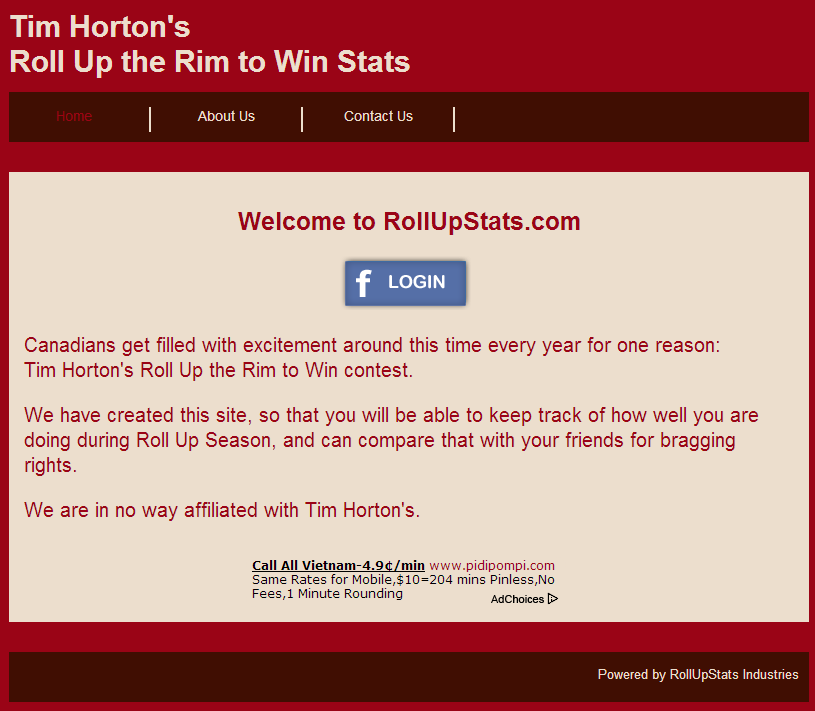 Tim Horton's
Roll Up the Rim to Win Stats
Home
About Us
Contact Us
Welcome to RollUpStats.com
f LOGIN
Canadians get filled with excitement around this time every year for one reason:
Tim Horton's Roll Up the Rim to Win contest.
We have created this site, so that you will be able to keep track of how well you are
doing during Roll Up Season, and can compare that with your friends for bragging
rights.
We are in no way affiliated with Tim Horton's.
Call All Vietnam-4.9¢/min www.pidipompi.com
Same Rates for Mobile,$10=204 mins Pinless,No
Fees,1 Minute Rounding
AdChoices
Powered by RollUpStats Industries